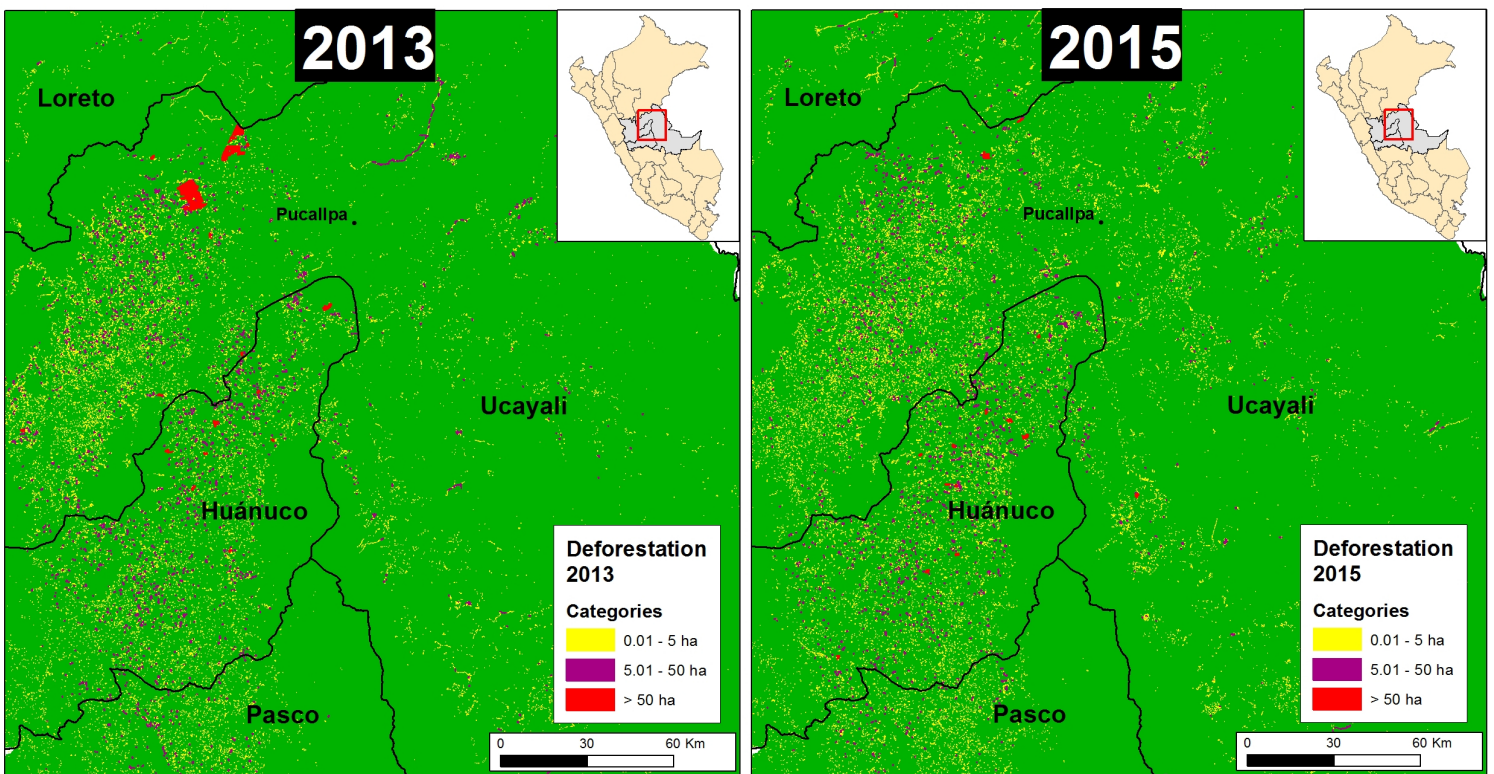 2013
Loreto
Pucallpa
Ucayali
Huánuco
Pasco
Deforestation
2013
Categories
0.01 - 5 ha
5.01 - 50 ha
> 50 ha
0 30 60 Km
2015
Loreto
Pucallpa
Ucayali
Huánuco
Pasco
Deforestation
2015
Categories
0.01 - 5 ha
5.01 - 50 ha
> 50 ha
0 30 60 Km